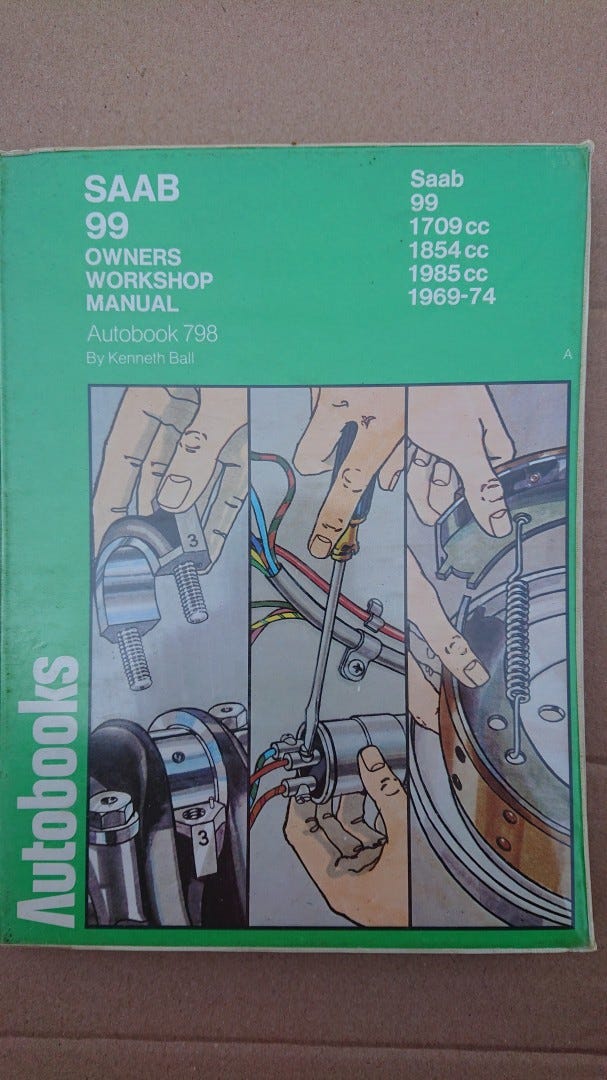 SAAB
99
OWNERS
WORKSHOP
MANUAL
Autobook 798
By Kenneth Ball
Saab
99
1709 cc
1854 cc
1985 cc
1969-74
A
3
3
Autobooks